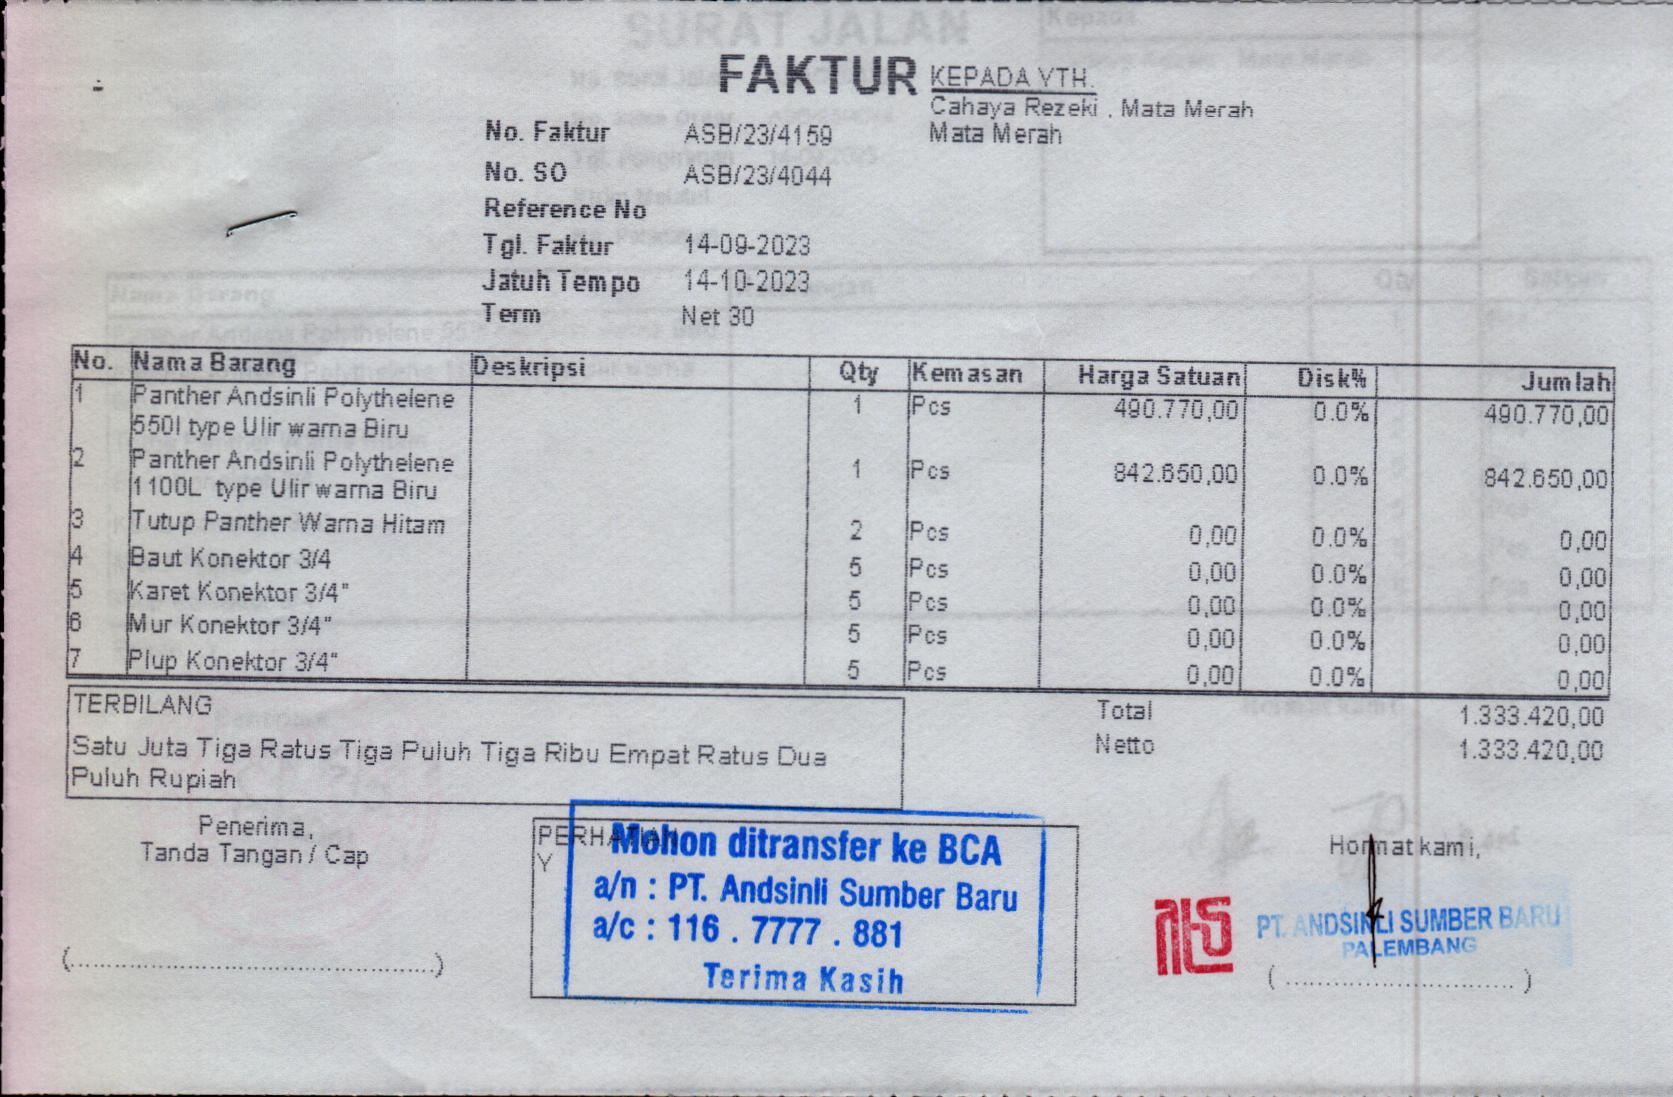 FAKTUR
KEPADA YTH.
Cahaya Rezeki , Mata Merah
Mata Merah
No. Faktur ASB/23/4159
No. SO ASB/23/4044
Reference No
Tgl. Faktur 14-09-2023
Jatuh Tempo 14-10-2023
Term Net 30
No. Nama Barang Deskripsi Qty Kemasan Harga Satuan Disk% Jumlah
1 Panther Andsinli Polythelene 1 Pcs 490.770,00 0.0% 490.770,00
550l type Ulir warna Biru
2 Panther Andsinli Polythelene 1 Pcs 842.650,00 0.0% 842.650,00
1100L type Ulir warna Biru
3 Tutup Panther Warna Hitam 2 Pcs 0,00 0.0% 0,00
4 Baut Konektor 3/4 5 Pcs 0,00 0.0% 0,00
5 Karet Konektor 3/4" 5 Pcs 0,00 0.0% 0,00
6 Mur Konektor 3/4" 5 Pcs 0,00 0.0% 0,00
7 Plup Konektor 3/4" 5 Pcs 0,00 0.0% 0,00
TERBILANG
Satu Juta Tiga Ratus Tiga Puluh Tiga Ribu Empat Ratus Dua
Puluh Rupiah
Total 1.333.420,00
Netto 1.333.420,00
Penerima,
Tanda Tangan / Cap
(..........................................)
PERHATIAN
Y
Mohon ditransfer ke BCA
a/n : PT. Andsinli Sumber Baru
a/c : 116 . 7777 . 881
Terima Kasih
Hormat kami,
PT. ANDSINLI SUMBER BARU
PALEMBANG
( ............................ )